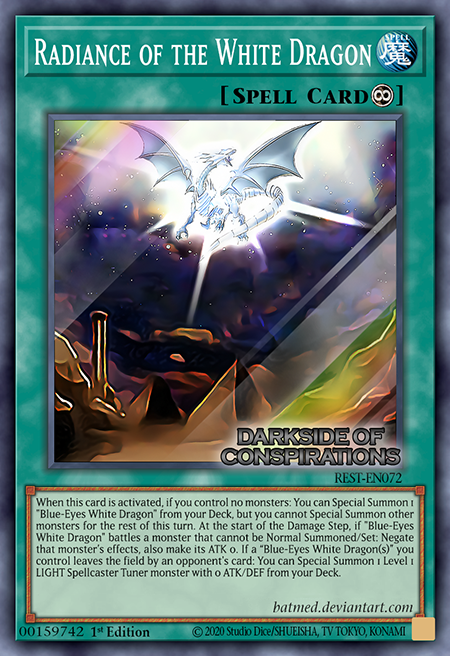 RADIANCE OF THE WHITE DRAGON
SPELL
魔
[SPELL CARD]
DARKSIDE OF
CONSPIRATIONS
REST-EN072
When this card is activated, if you control no monsters: You can Special Summon 1
"Blue-Eyes White Dragon" from your Deck, but you cannot Special Summon other
monsters for the rest of this turn. At the start of the Damage Step, if "Blue-Eyes
White Dragon" battles a monster that cannot be Normal Summoned/Set: Negate
that monster's effects, also make its ATK 0. If a "Blue-Eyes White Dragon(s)" you
control leaves the field by an opponent's card: You can Special Summon 1 Level 1
LIGHT Spellcaster Tuner monster with 0 ATK/DEF from your Deck.
batmed.deviantart.com
00159742 1st Edition ©2020 Studio Dice/SHUEISHA, TV TOKYO, KONAMI